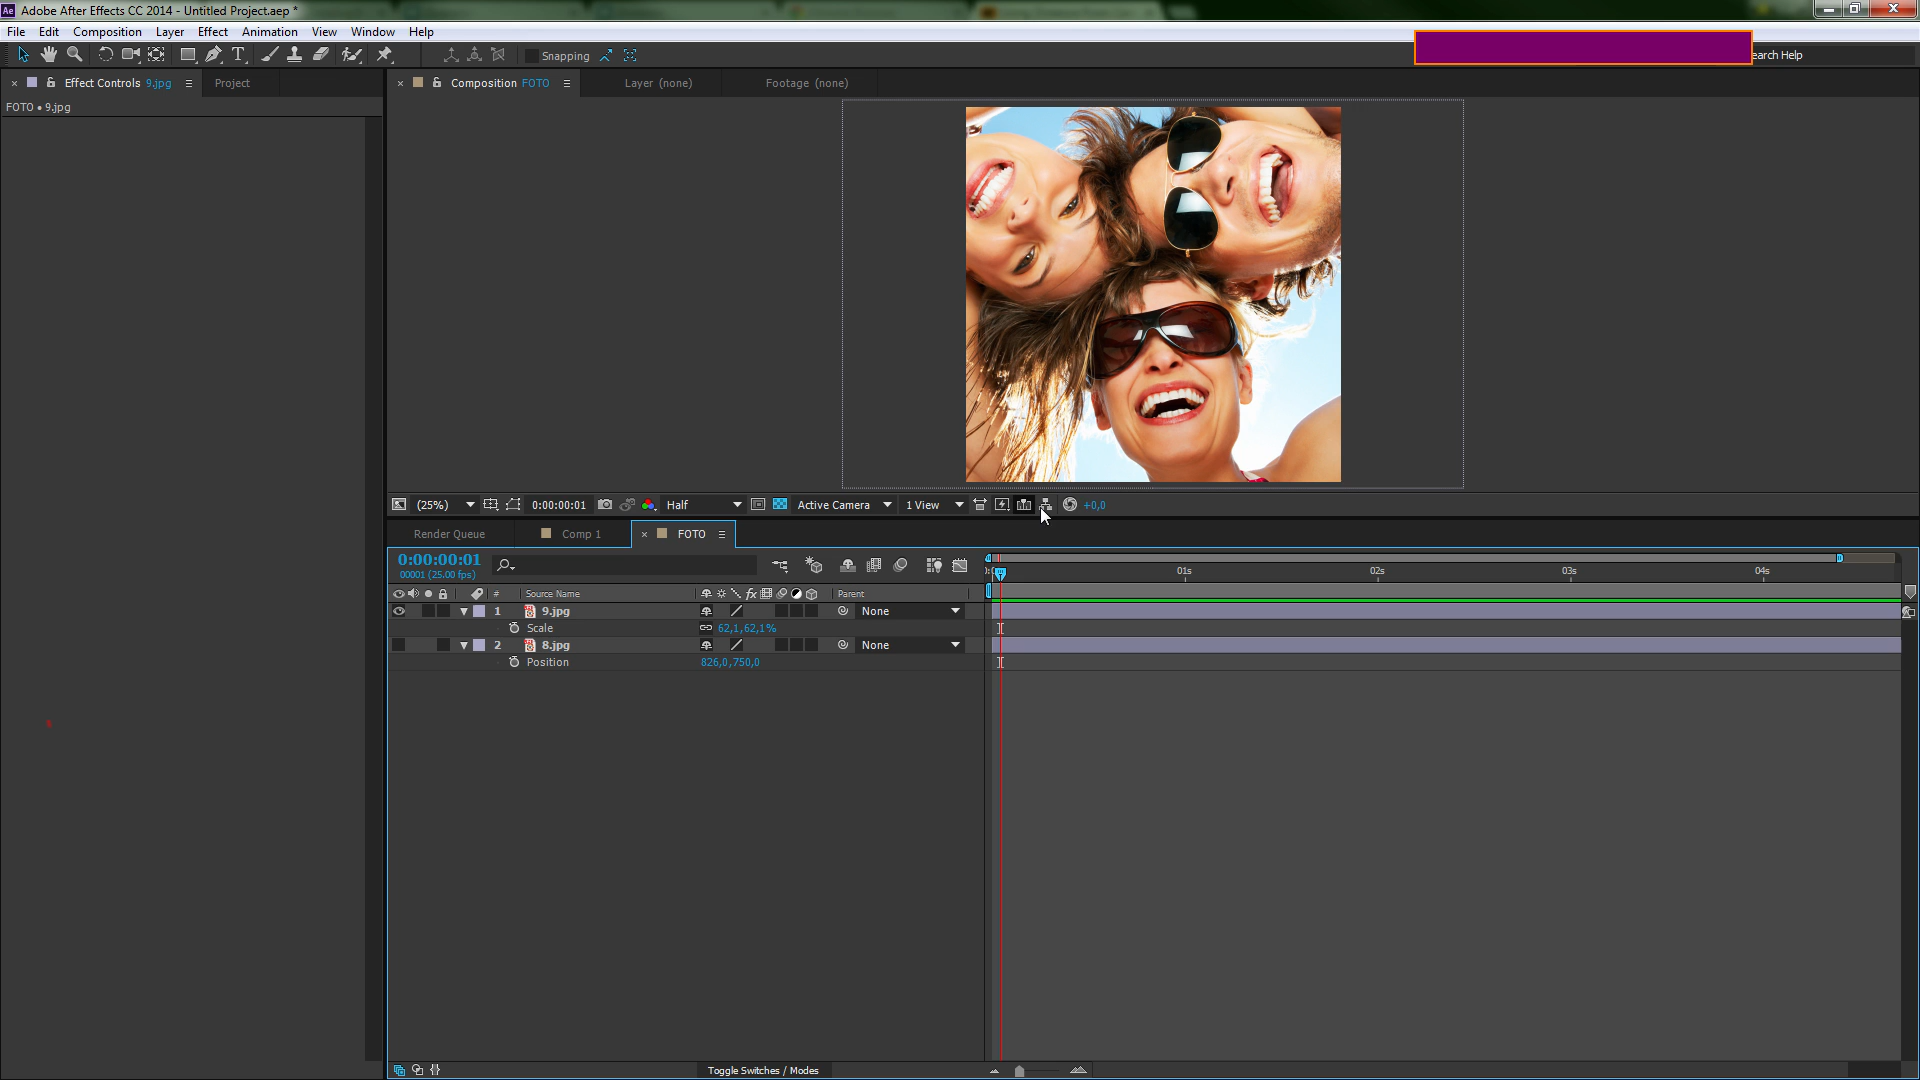 Adobe After Effects CC 2014 - Untitled Project.aep *
File Edit Composition Layer Effect Animation View Window Help
Snapping
earch Help
Effect Controls 9.jpg
Project
Composition FOTO
Layer (none)
Footage (none)
FOTO • 9.jpg
(25%)
0:00:00:01
Half
Active Camera
1 View
+0,0
Render Queue
Comp 1
FOTO
0:00:00:01
00001 (25.00 fps)
01s
02s
03s
04s
#
Source Name
fx
Parent
1
9.jpg
None
Scale
62,1,62,1%
2
8.jpg
None
Position
826,0,750,0
Toggle Switches / Modes